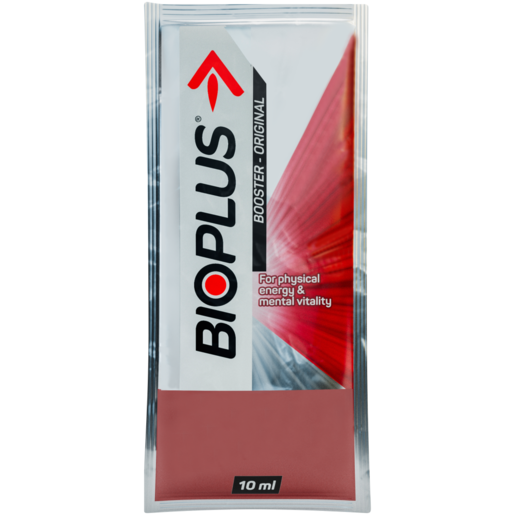 BIOPLUS®
BOOSTER - ORIGINAL
For physical
energy &
mental vitality
10 ml